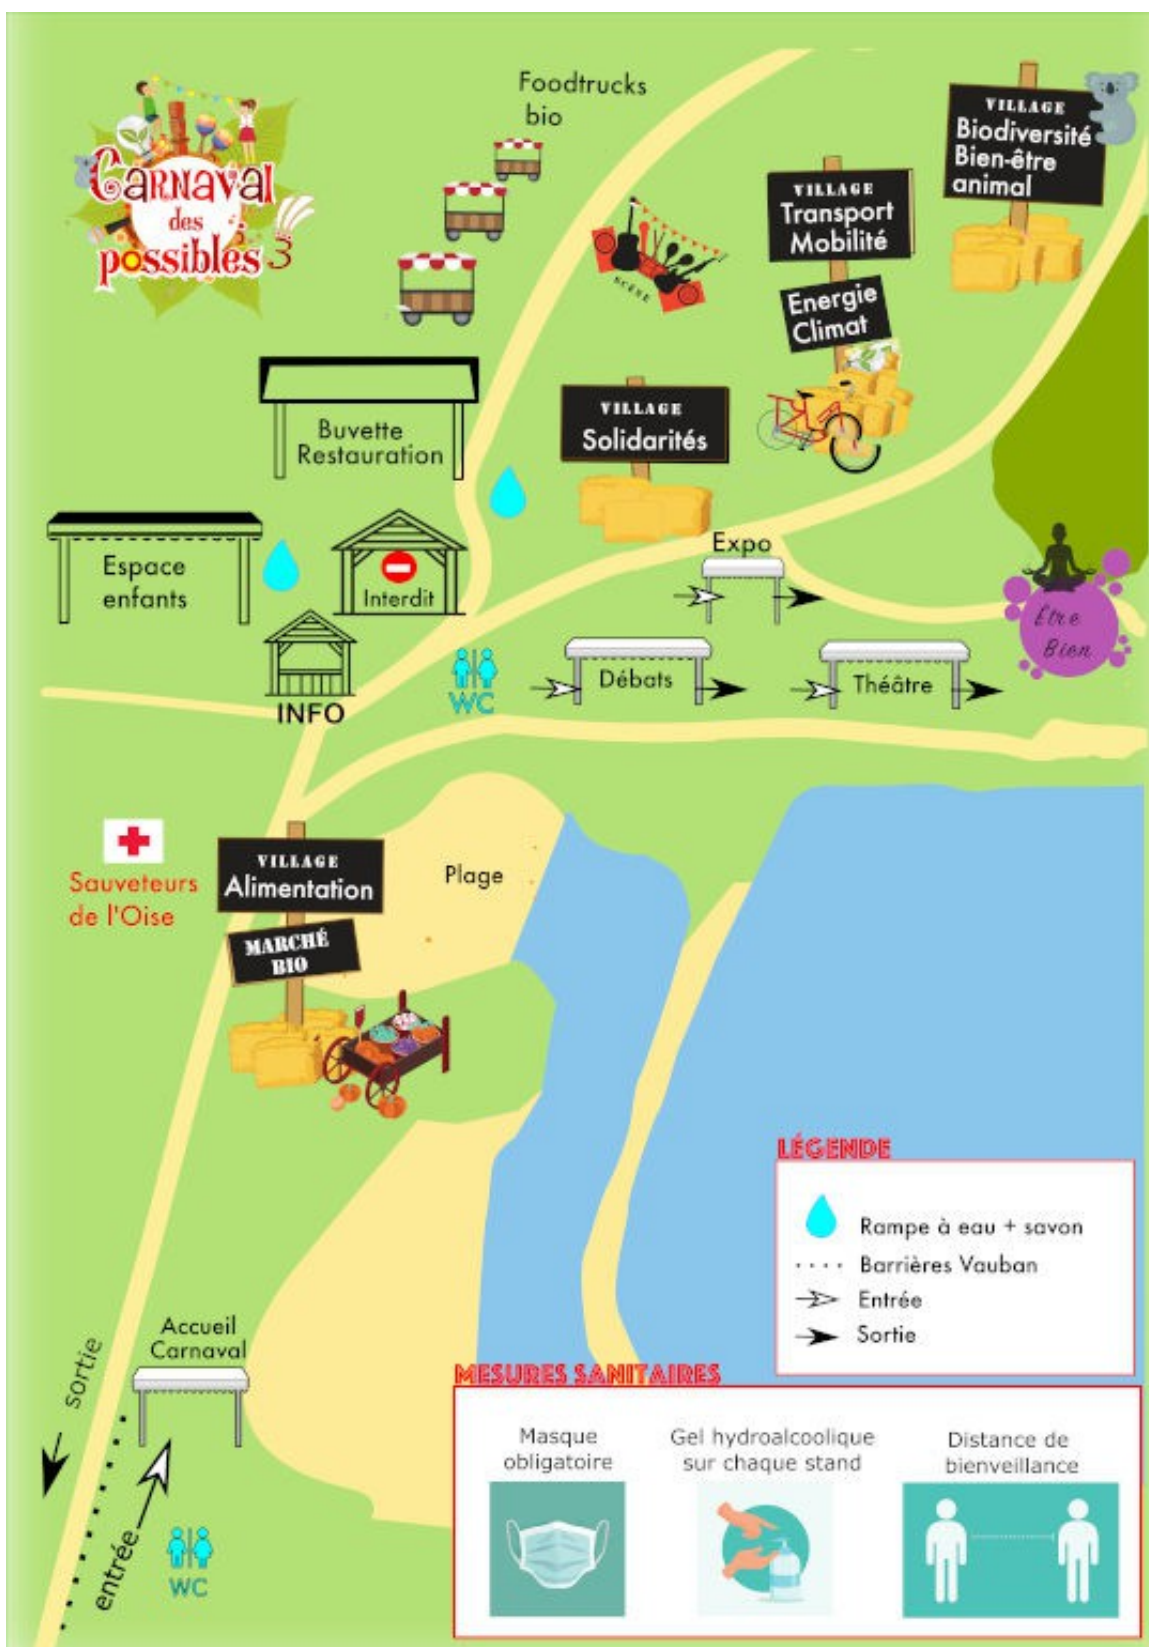 Carnaval
des
possibles
Foodtrucks
bio
VILLAGE
Biodiversité
Bien-être
animal
VILLAGE
Transport
Mobilité
Energie
Climat
SCÈNE
Buvette
Restauration
VILLAGE
Solidarités
Espace
enfants
Interdit
Expo
Etre
Bien
INFO
WC
Débats
Théâtre
Sauveteurs
de l'Oise
VILLAGE
Alimentation
MARCHÉ
BIO
Plage
LÉGENDE
Rampe à eau + savon
Barrières Vauban
Entrée
Sortie
Accueil
Carnaval
sortie
entrée
WC
MESURES SANITAIRES
Masque
obligatoire
Gel hydroalcoolique
sur chaque stand
Distance de
bienveillance